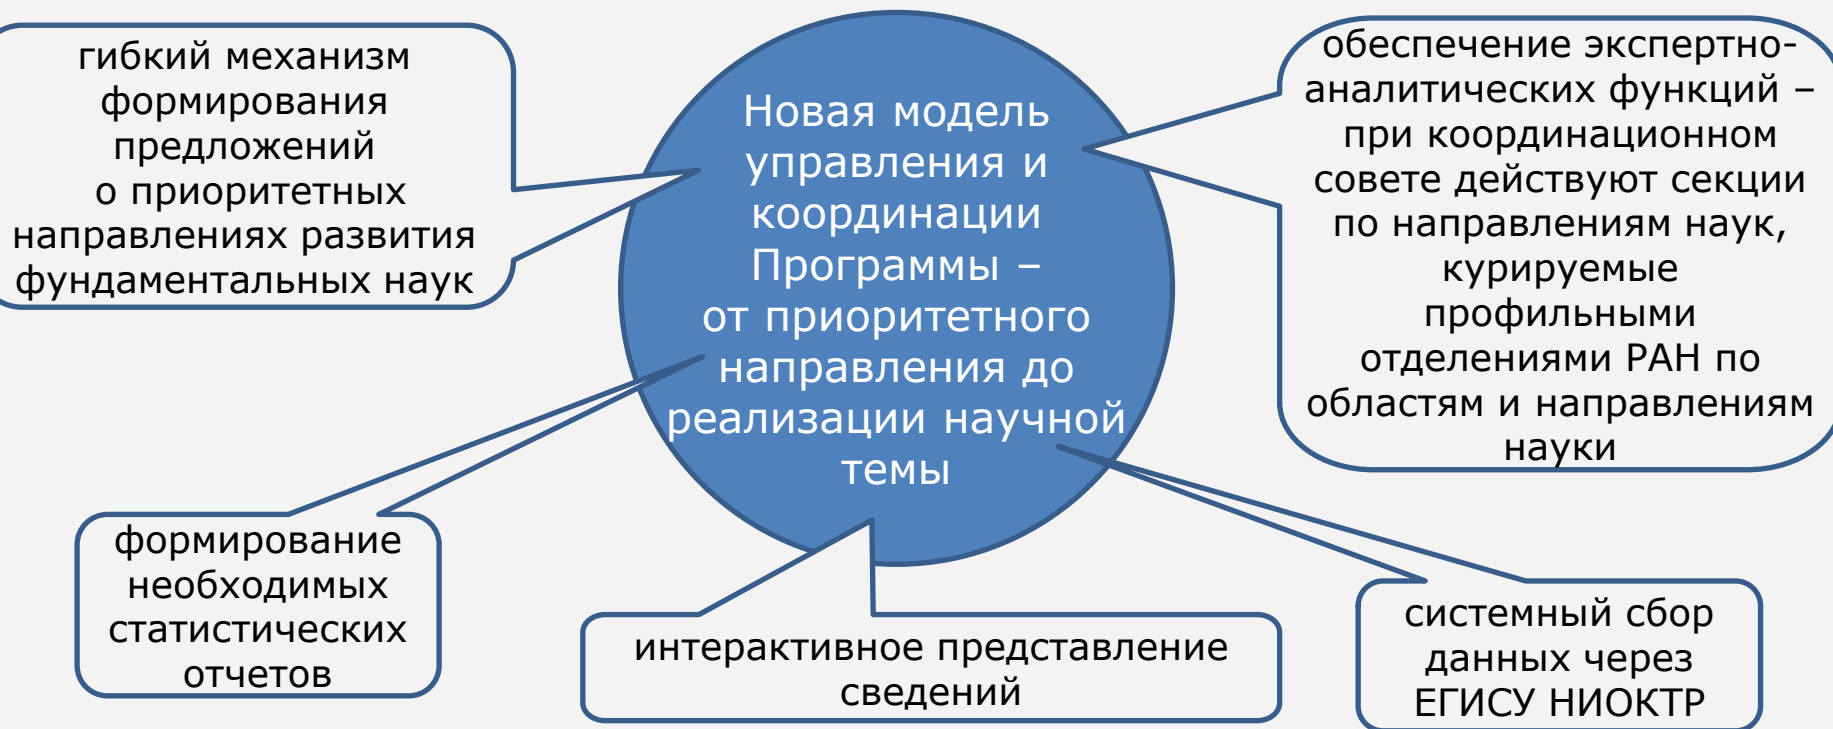 гибкий механизм
формирования
предложений
о приоритетных
направлениях развития
фундаментальных наук
Новая модель
управления и
координации
Программы –
от приоритетного
направления до
реализации научной
темы
обеспечение экспертно-
аналитических функций –
при координационном
совете действуют секции
по направлениям наук,
курируемые
профильными
отделениями РАН по
областям и направлениям
науки
формирование
необходимых
статистических
отчетов
интерактивное представление
сведений
системный сбор
данных через
ЕГИСУ НИОКТР